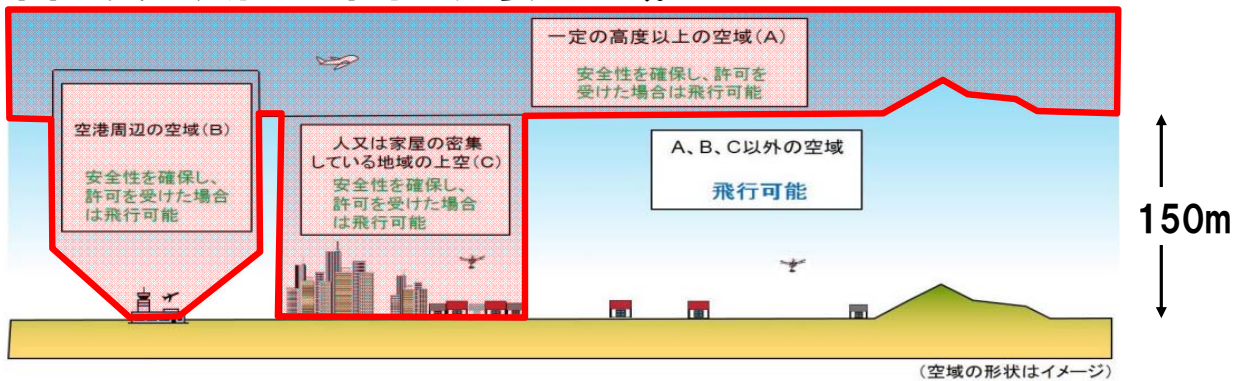 一定の高度以上の空域(A)
安全性を確保し、許可を
受けた場合は飛行可能
空港周辺の空域(B)
安全性を確保し、
許可を受けた場合
は飛行可能
人又は家屋の密集
している地域の上空(C)
安全性を確保し、
許可を受けた場合
は飛行可能
A、B、C以外の空域
飛行可能
150m
(空域の形状はイメージ)